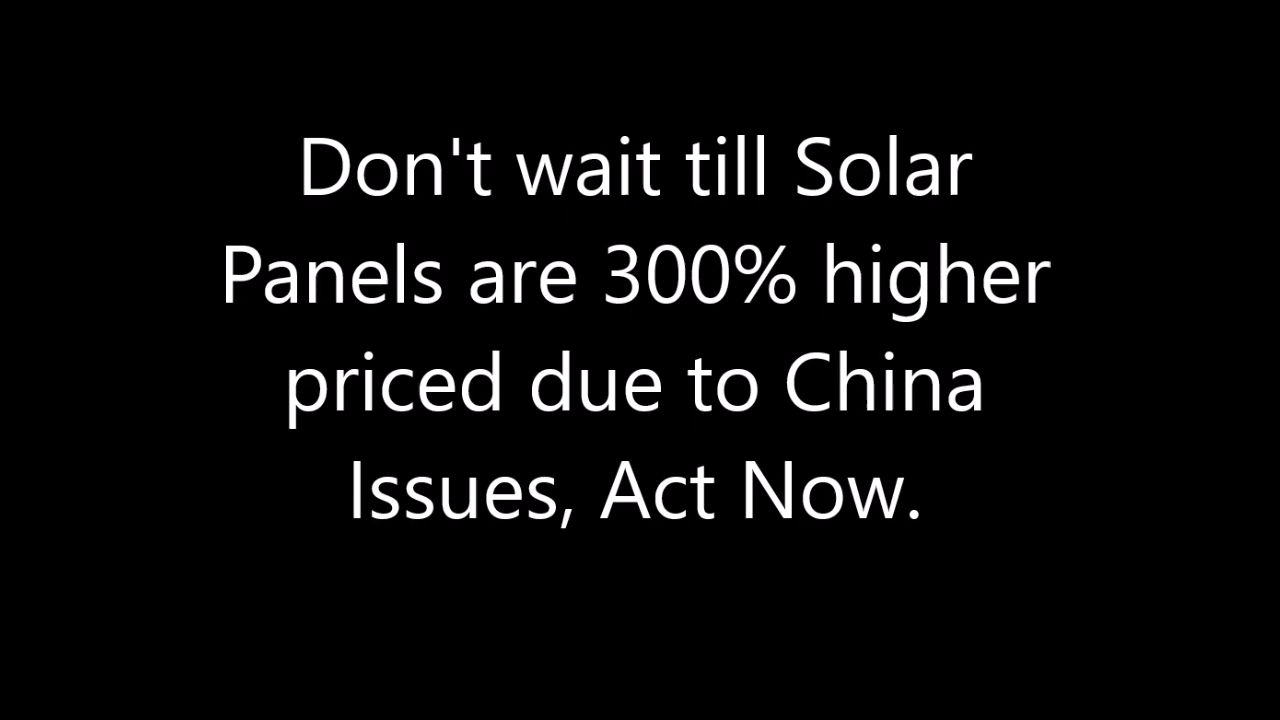 Don't wait till Solar
Panels are 300% higher
priced due to China
Issues, Act Now.